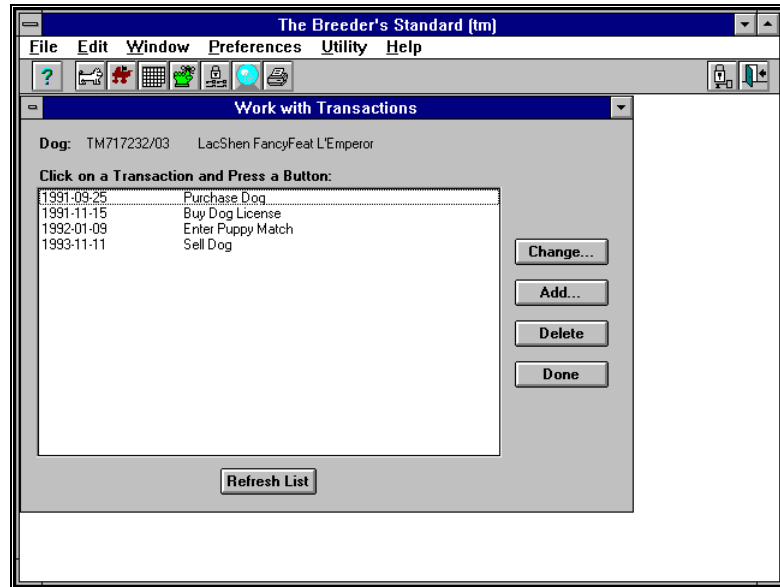 The Breeder's Standard (tm)
File Edit Window Preferences Utility Help
?
Work with Transactions
Dog: TM717232/03 LacShen FancyFeat L'Emperor
Click on a Transaction and Press a Button:
1991-09-25 Purchase Dog
1991-11-15 Buy Dog License
1992-01-09 Enter Puppy Match
1993-11-11 Sell Dog
Change...
Add...
Delete
Done
Refresh List